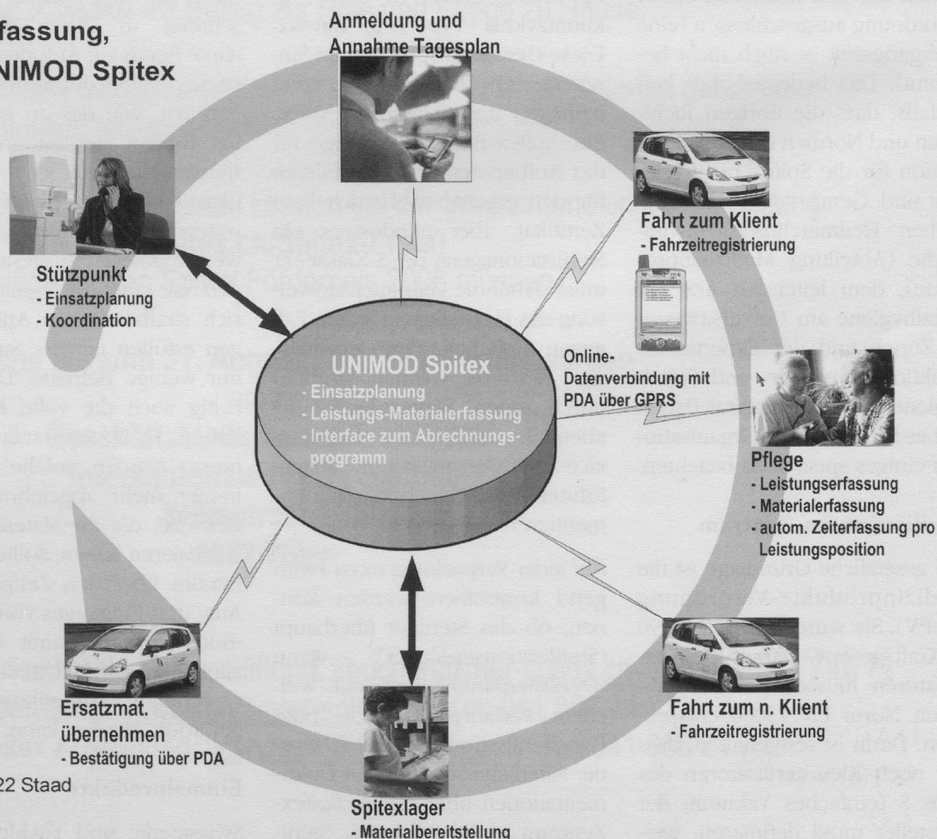 fassung,
NIMOD Spitex
Anmeldung und
Annahme Tagesplan
Fahrt zum Klient
- Fahrzeitregistrierung
Stützpunkt
- Einsatzplanung
- Koordination
UNIMOD Spitex
- Einsatzplanung
- Leistungs-Materialerfassung
- Interface zum Abrechnungs-
programm
Online-
Datenverbindung mit
PDA über GPRS
Pflege
- Leistungserfassung
- Materialerfassung
- autom. Zeiterfassung pro
Leistungsposition
Fahrt zum n. Klient
- Fahrzeitregistrierung
Ersatzmat.
übernehmen
- Bestätigung über PDA
22 Staad
Spitexlager
- Materialbereitstellung